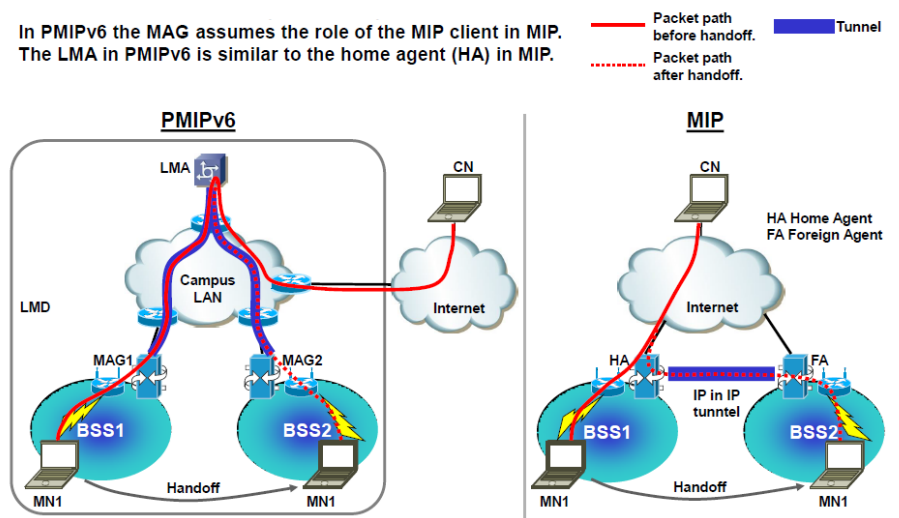 In PMIPv6 the MAG assumes the role of the MIP client in MIP.
The LMA in PMIPv6 is similar to the home agent (HA) in MIP.
Packet path
before handoff.
Tunnel
Packet path
after handoff.
PMIPv6
LMA
CN
Campus
LAN
Internet
LMD
MAG1
MAG2
BSS1
BSS2
MN1
Handoff
MN1
MIP
CN
HA Home Agent
FA Foreign Agent
Internet
HA
FA
IP in IP
tunntel
BSS1
BSS2
MN1
Handoff
MN1